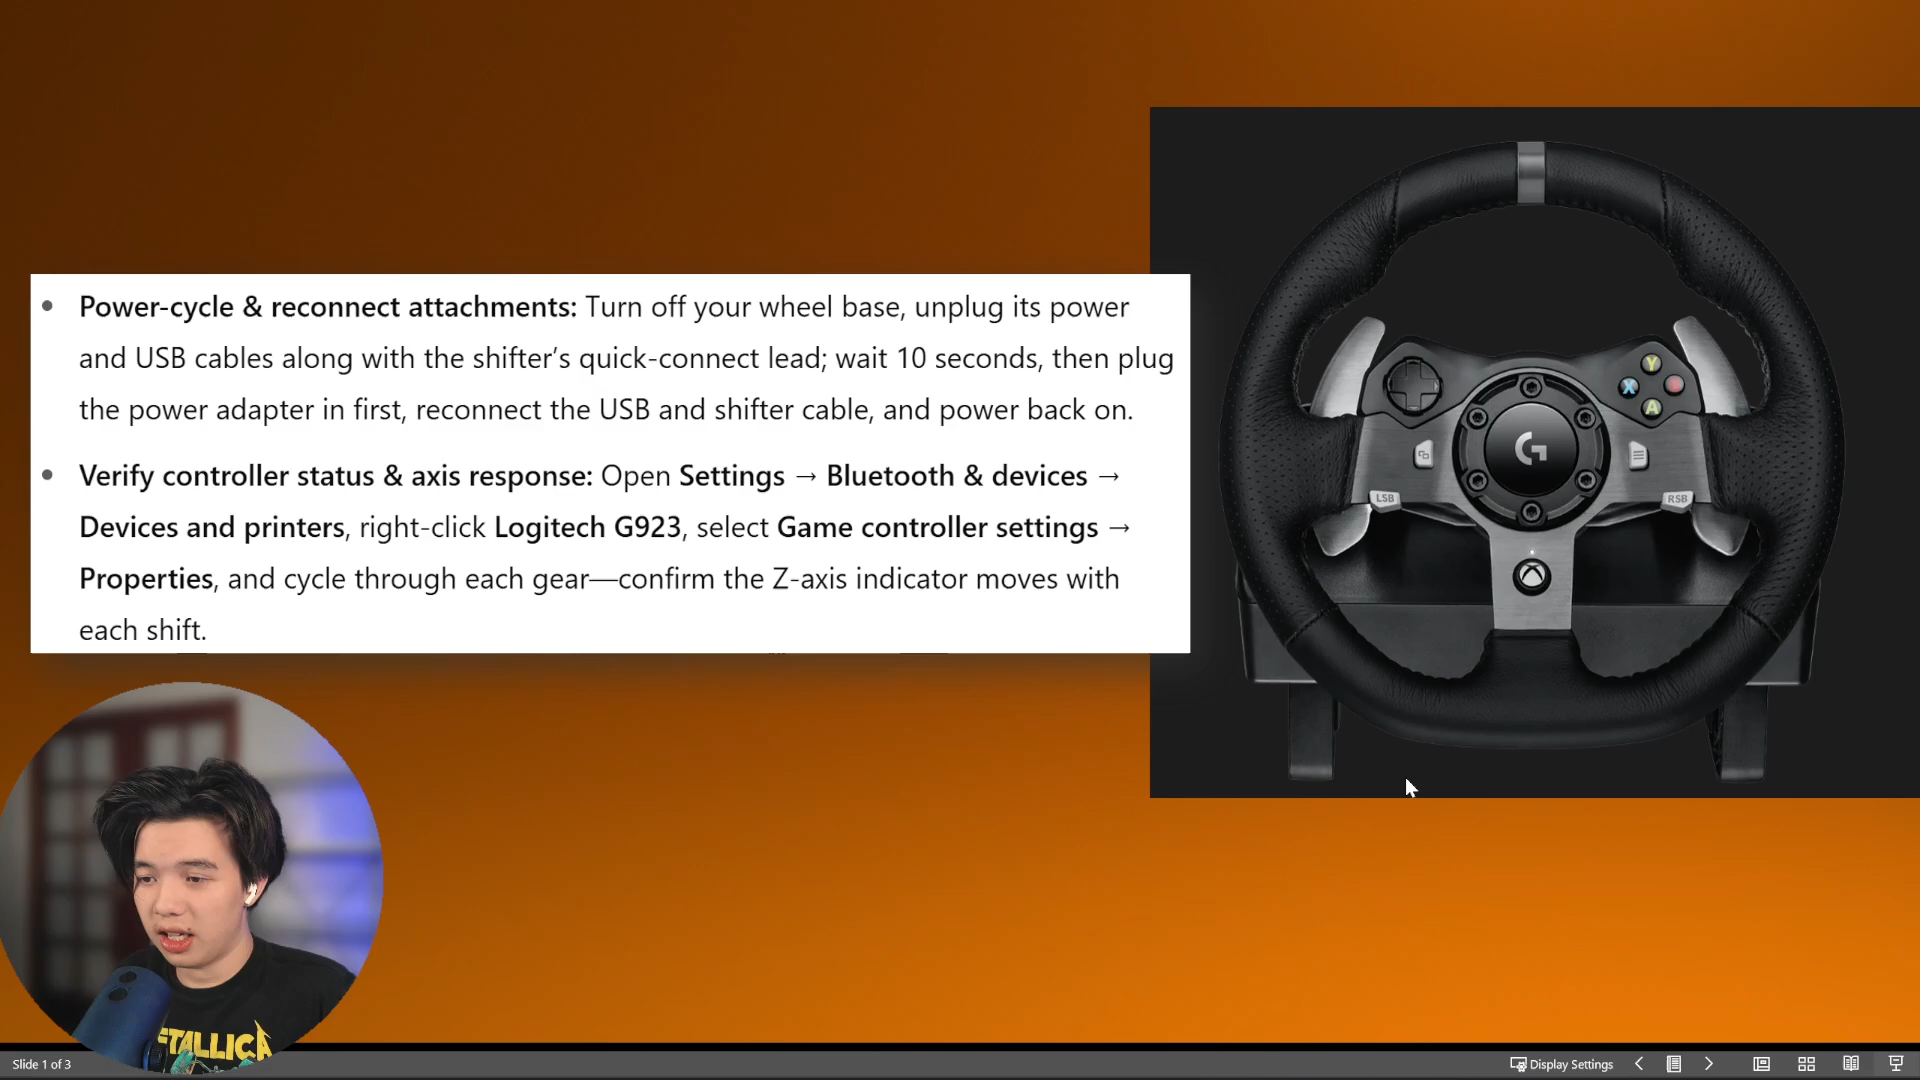 • Power-cycle & reconnect attachments: Turn off your wheel base, unplug its power
and USB cables along with the shifter’s quick-connect lead; wait 10 seconds, then plug
the power adapter in first, reconnect the USB and shifter cable, and power back on.
• Verify controller status & axis response: Open Settings → Bluetooth & devices →
Devices and printers, right-click Logitech G923, select Game controller settings →
Properties, and cycle through each gear—confirm the Z-axis indicator moves with
each shift.
Y
X
A
LSB
RSB
ETALLICA
Slide 1 of 3
Display Settings